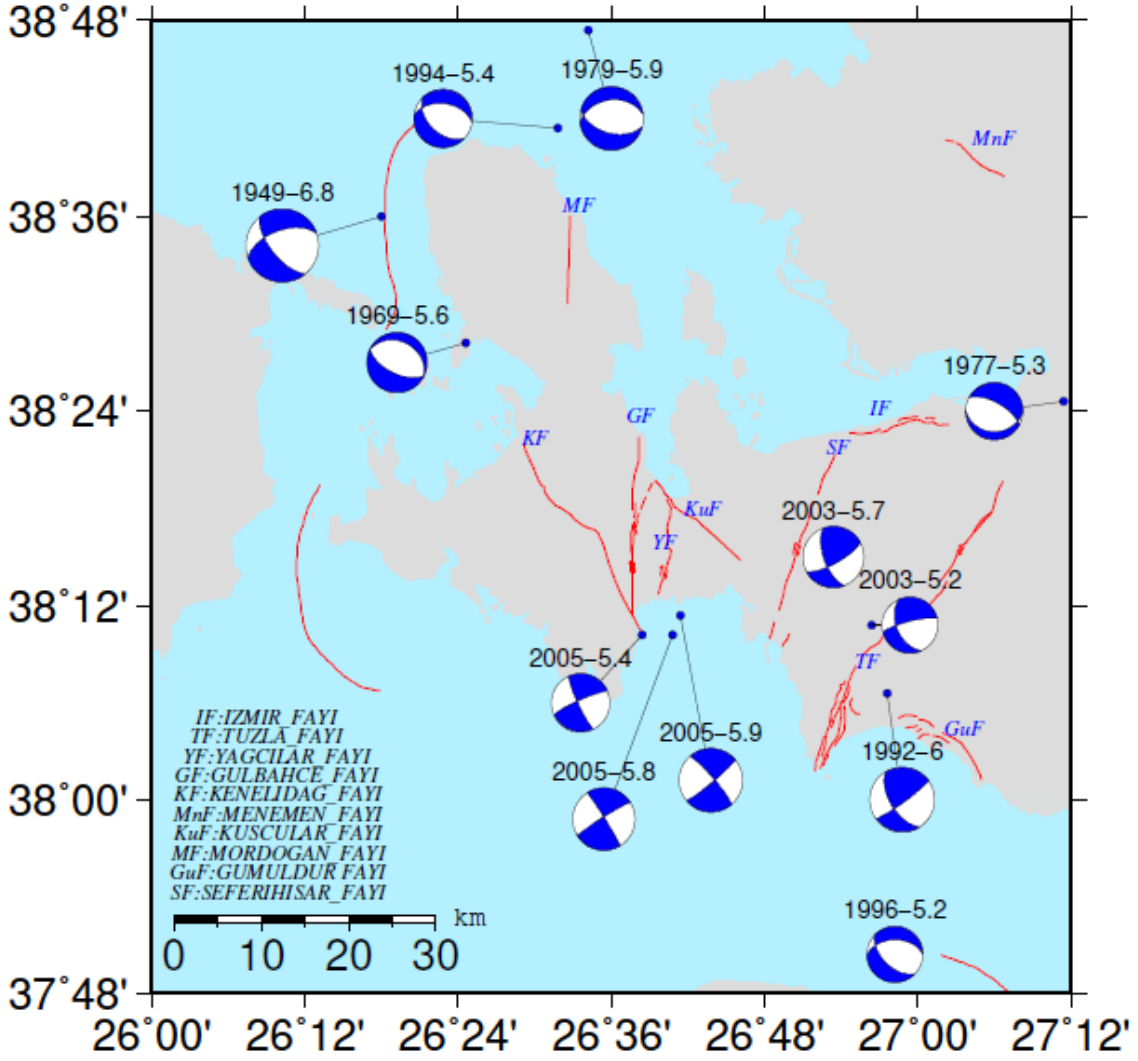 38°48'
1994−5.4
1979−5.9
MnF
1949−6.8
38°36'
MF
1969−5.6
1977−5.3
38°24'
GF
IF
KF
SF
KuF
2003−5.7
YF
2003−5.2
38°12'
2005−5.4
TF
IF:IZMIR_FAYI
TF:TUZLA_FAYI
YF:YAGCILAR_FAYI
GF:GULBAHCE_FAYI
KF:KENELIDAG_FAYI
MnF:MENEMEN_FAYI
KuF:KUSCULAR_FAYI
MF:MORDOGAN_FAYI
GuF:GUMULDUR FAYI
SF:SEFERIHISAR_FAYI
2005−5.9
GuF
1992−6
2005−5.8
38°00'
km
0 10 20 30
1996−5.2
37°48'
26°00' 26°12' 26°24' 26°36' 26°48' 27°00' 27°12'